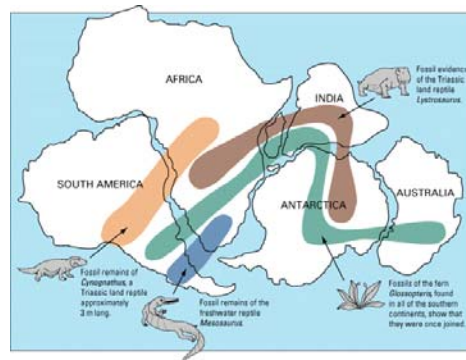 AFRICA
Fossil evidence
of the Triassic
land reptile
Lystrosaurus.
INDIA
SOUTH AMERICA
ANTARCTICA
AUSTRALIA
Fossil remains of
Cynognathus, a
Triassic land reptile
approximately
3 m long.
Fossil remains of the
freshwater reptile
Mesosaurus.
Fossils of the fern
Glossopteris, found
in all of the southern
continents, show that
they were once joined.